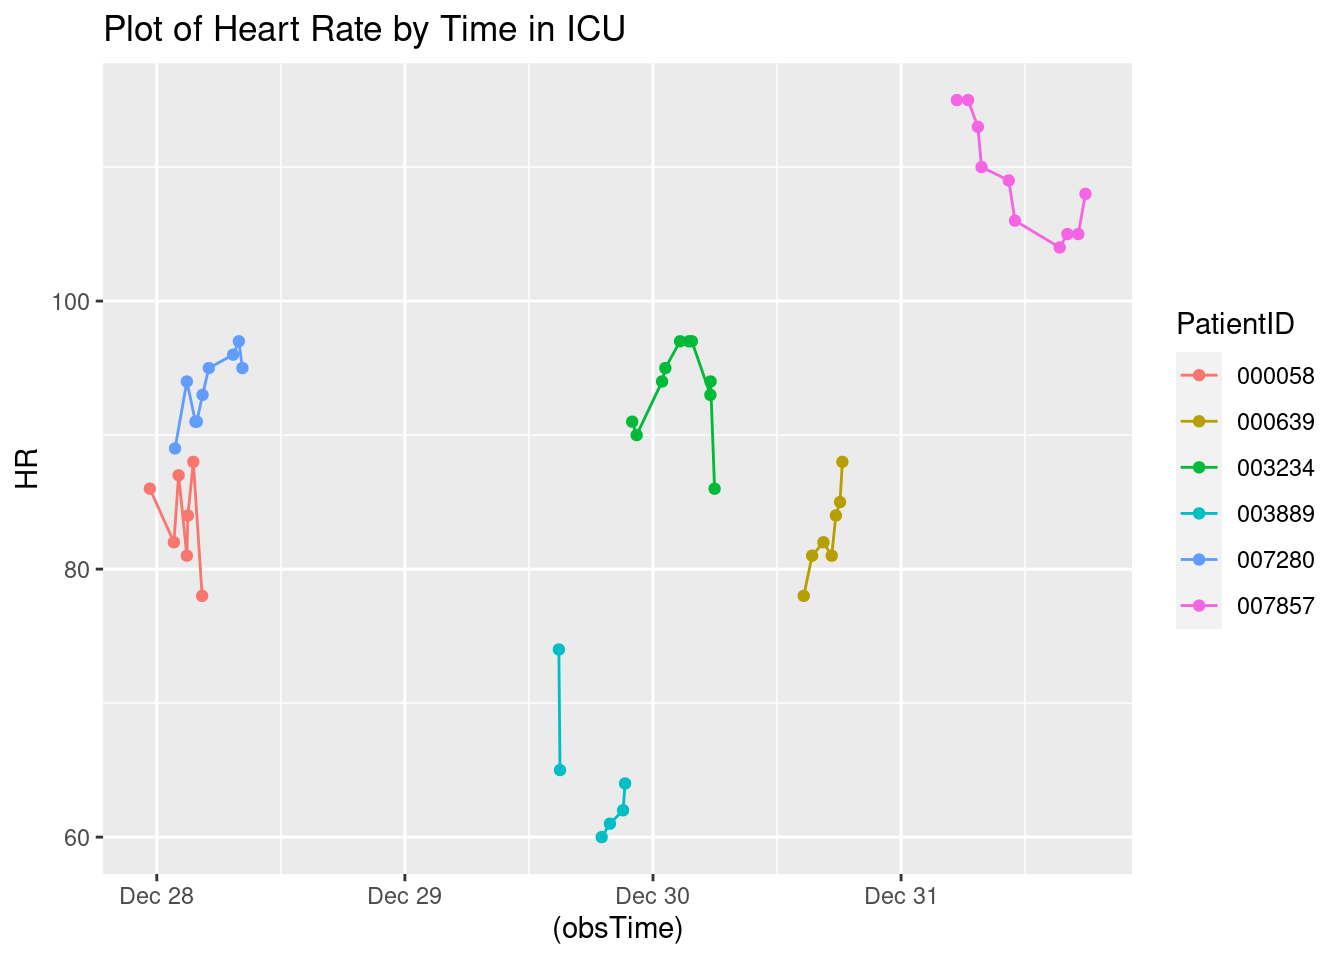 Plot of Heart Rate by Time in ICU
HR
100
80
60
Dec 28 Dec 29 Dec 30 Dec 31
(obsTime)
PatientID
000058
000639
003234
003889
007280
007857